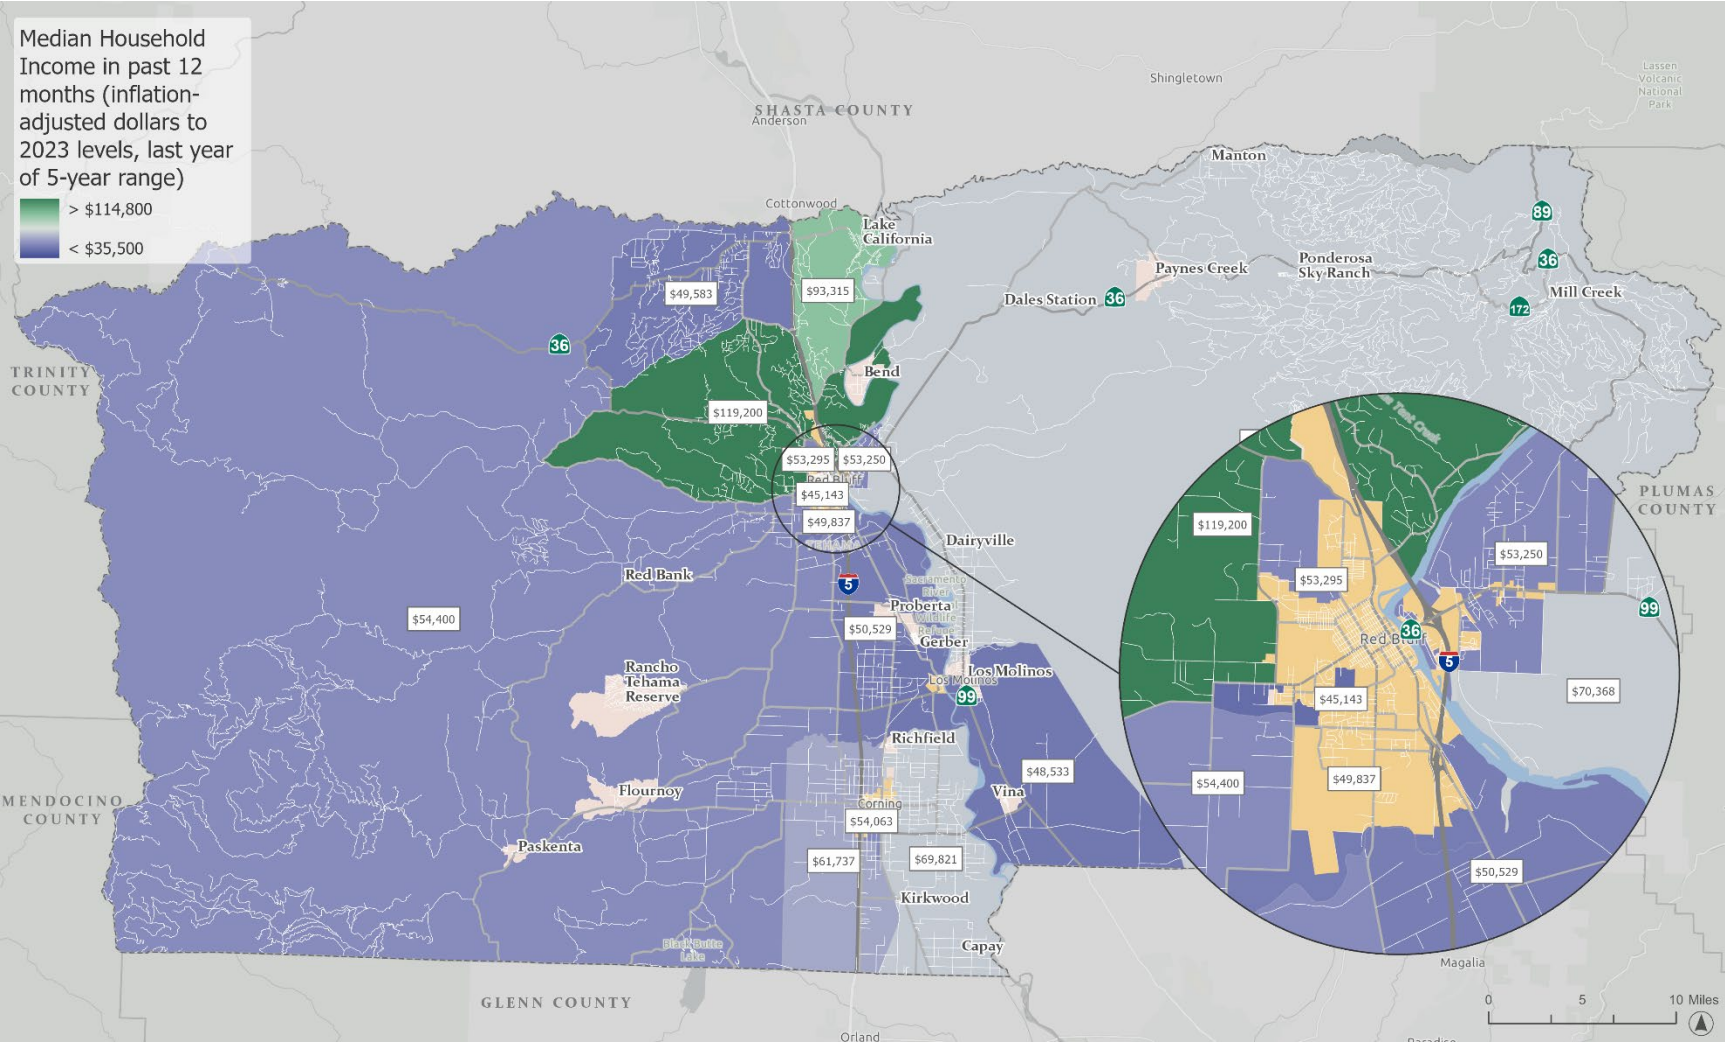 Median Household
Income in past 12
months (inflation-
adjusted dollars to
2023 levels, last year
of 5-year range)
> $114,800
< $35,500
Shingletown
Lassen
Volcanic
National
Park
SHASTA COUNTY
Anderson
Manton
Cottonwood
Lake
California
89
36
Paynes Creek
Ponderosa
Sky Ranch
Mill Creek
172
Dales Station
36
$49,583
$93,315
36
TRINITY
COUNTY
Bend
$119,200
$53,295
$53,250
Red Bluff
$45,143
$49,837
TEHAMA
Dairyville
Tent Creek
PLUMAS
COUNTY
$119,200
$53,250
$53,295
99
36
Red Bluff
5
$70,368
$45,143
$54,400
$49,837
$50,529
Red Bank
5
Sacramento
River
Wildlife
Proberta
$54,400
$50,529
Gerber
Rancho
Tehama
Reserve
Los Molinos
Los Molinos
99
Richfield
$48,533
Vina
MENDOCINO
COUNTY
Flournoy
Corning
$54,063
Paskenta
$61,737
$69,821
Kirkwood
Black Butte
Lake
Capay
Magalia
GLENN COUNTY
0 5 10 Miles
Orland
Paradise